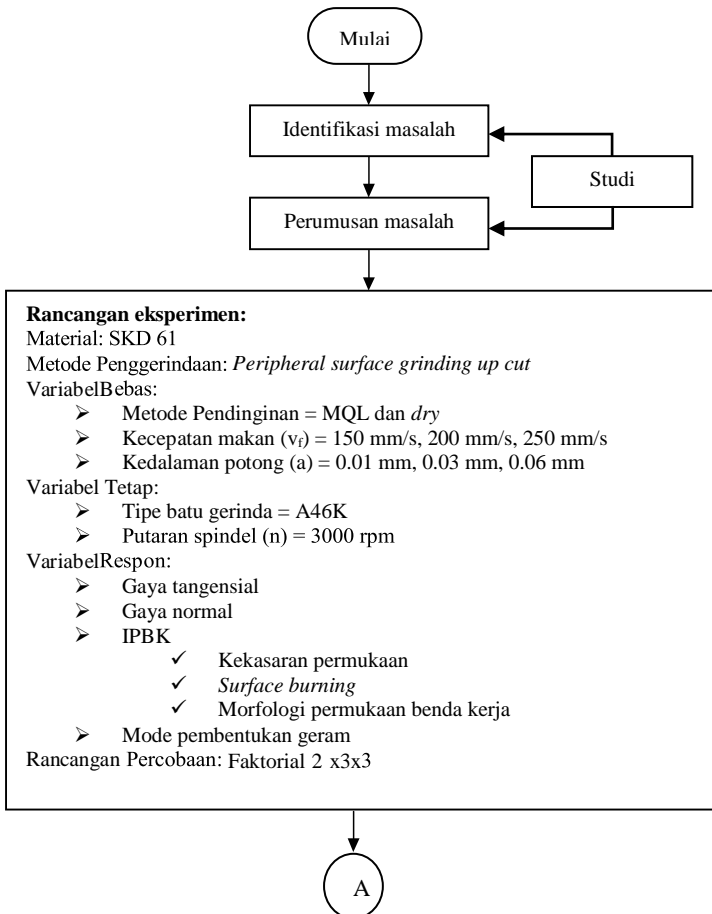 Mulai
Identifikasi masalah
Studi
Perumusan masalah
Rancangan eksperimen:
Material: SKD 61
Metode Penggerindaan: Peripheral surface grinding up cut
VariabelBebas:
➢ Metode Pendinginan = MQL dan dry
➢ Kecepatan makan (vf) = 150 mm/s, 200 mm/s, 250 mm/s
➢ Kedalaman potong (a) = 0.01 mm, 0.03 mm, 0.06 mm
Variabel Tetap:
➢ Tipe batu gerinda = A46K
➢ Putaran spindel (n) = 3000 rpm
VariabelRespon:
➢ Gaya tangensial
➢ Gaya normal
➢ IPBK
✓ Kekasaran permukaan
✓ Surface burning
✓ Morfologi permukaan benda kerja
➢ Mode pembentukan geram
Rancangan Percobaan: Faktorial 2 x3x3
A